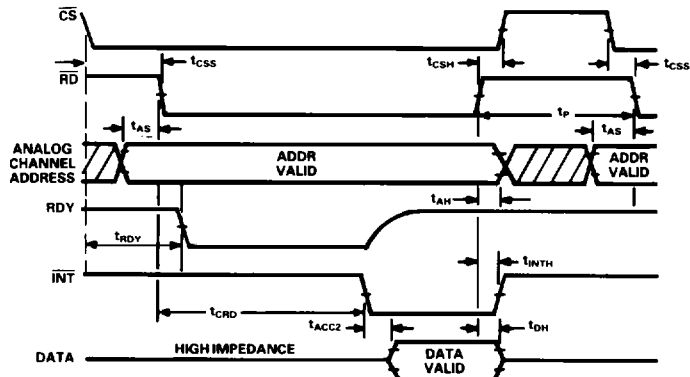 CS
tCSS
tCSH
tCSS
RD
tP
tAS
tAS
ANALOG
CHANNEL
ADDRESS
ADDR
VALID
ADDR
VALID
tAH
RDY
tRDY
tINTH
INT
tCRD
tACC2
tDH
DATA
HIGH IMPEDANCE
DATA
VALID